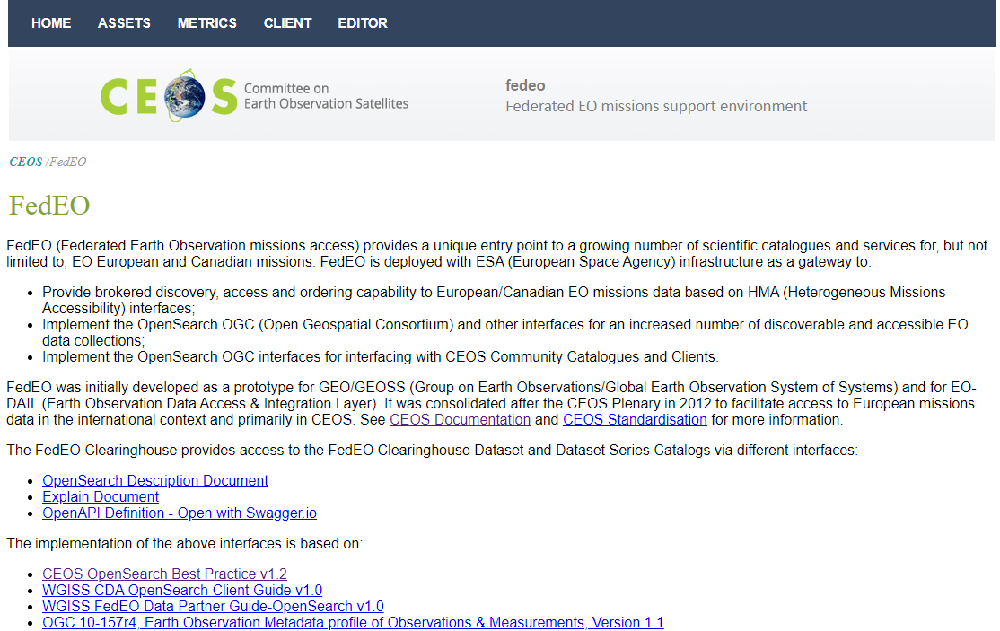 HOME ASSETS METRICS CLIENT EDITOR
CEOS Committee on
Earth Observation Satellites
fedeo
Federated EO missions support environment
CEOS /FedEO
FedEO
FedEO (Federated Earth Observation missions access) provides a unique entry point to a growing number of scientific catalogues and services for, but not
limited to, EO European and Canadian missions. FedEO is deployed with ESA (European Space Agency) infrastructure as a gateway to:
• Provide brokered discovery, access and ordering capability to European/Canadian EO missions data based on HMA (Heterogeneous Missions
Accessibility) interfaces;
• Implement the OpenSearch OGC (Open Geospatial Consortium) and other interfaces for an increased number of discoverable and accessible EO
data collections;
• Implement the OpenSearch OGC interfaces for interfacing with CEOS Community Catalogues and Clients.
FedEO was initially developed as a prototype for GEO/GEOSS (Group on Earth Observations/Global Earth Observation System of Systems) and for EO-
DAIL (Earth Observation Data Access & Integration Layer). It was consolidated after the CEOS Plenary in 2012 to facilitate access to European missions
data in the international context and primarily in CEOS. See CEOS Documentation and CEOS Standardisation for more information.
The FedEO Clearinghouse provides access to the FedEO Clearinghouse Dataset and Dataset Series Catalogs via different interfaces:
• OpenSearch Description Document
• Explain Document
• OpenAPI Definition - Open with Swagger.io
The implementation of the above interfaces is based on:
• CEOS OpenSearch Best Practice v1.2
• WGISS CDA OpenSearch Client Guide v1.0
• WGISS FedEO Data Partner Guide-OpenSearch v1.0
• OGC 10-157r4, Earth Observation Metadata profile of Observations & Measurements, Version 1.1